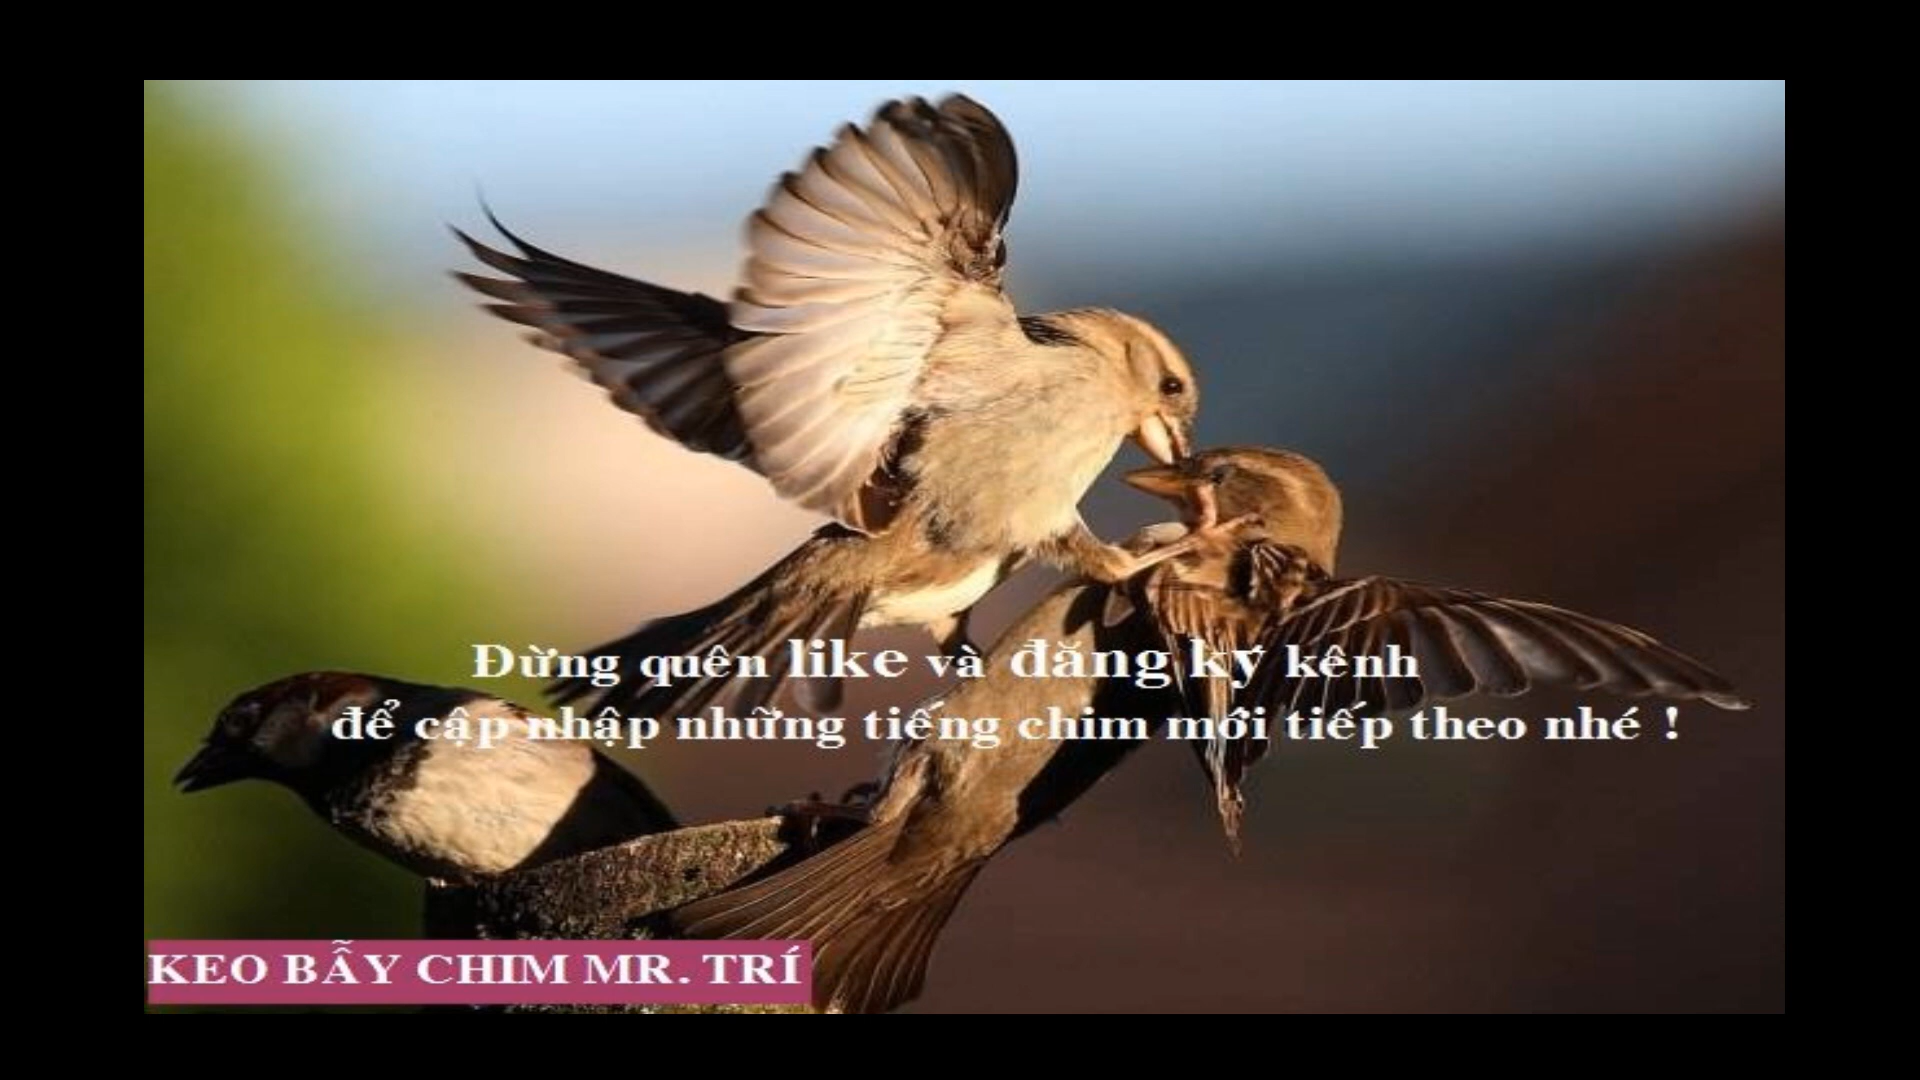 Đừng quên like và đăng ký kênh
để cập nhập những tiếng chim mới tiếp theo nhé !
KEO BẪY CHIM MR. TRÍ